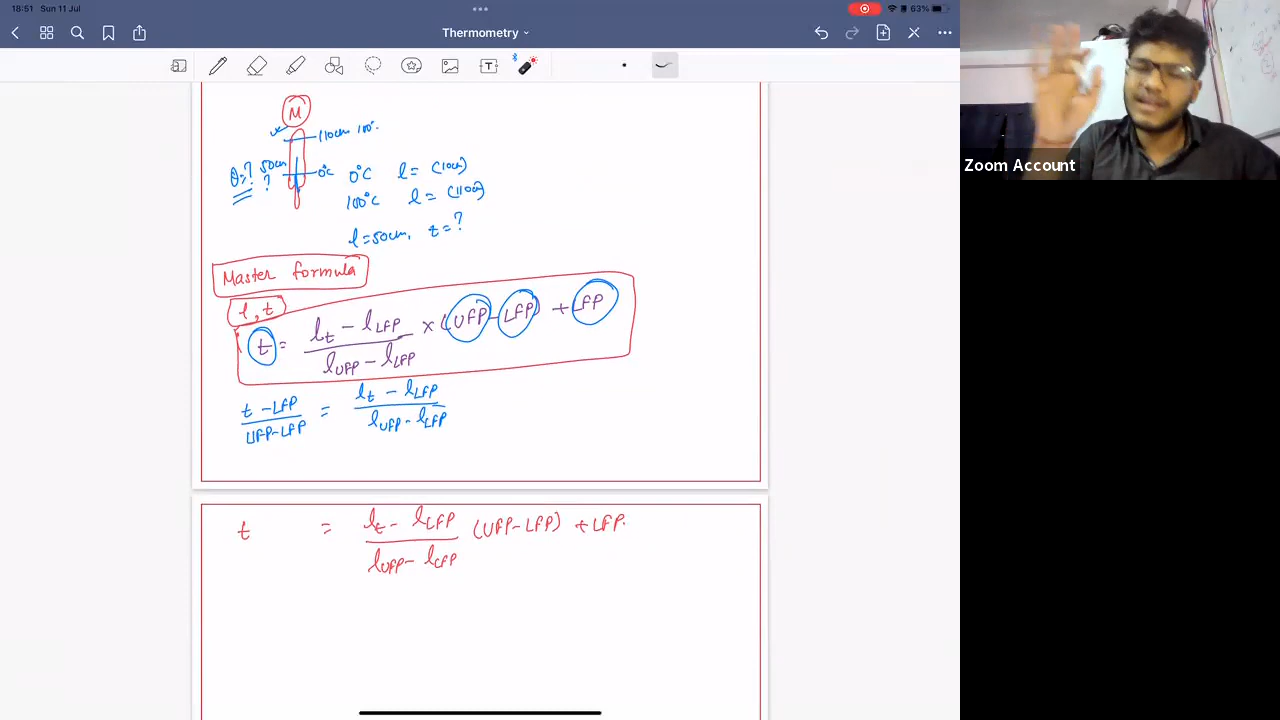 18:51 Sun 11 Jul
63%
Thermometry
M
110cm 100°
θ=? 50cm
?
0°C
0°C l = (10cm)
100°C l = (110cm)
l = 50cm, t = ?
Master formula
l, t
t = (l_t - l_LFP)/(l_UFP - l_LFP) × (UFP - LFP) + LFP
(t - LFP)/(UFP - LFP) = (l_t - l_LFP)/(l_UFP - l_LFP)
t = (l_t - l_LFP)/(l_UFP - l_LFP) (UFP - LFP) + LFP.
Zoom Account